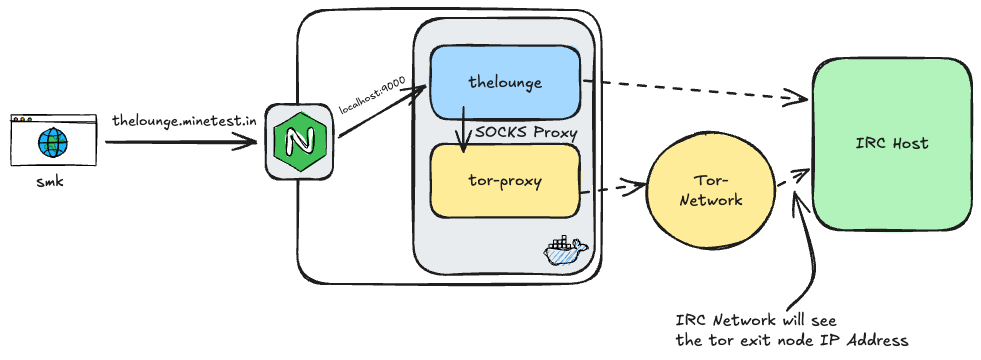 smk
thelounge.minetest.in
N
localhost:9000
thelounge
SOCKS Proxy
tor-proxy
Tor-
Network
IRC Host
IRC Network will see
the tor exit node IP Address